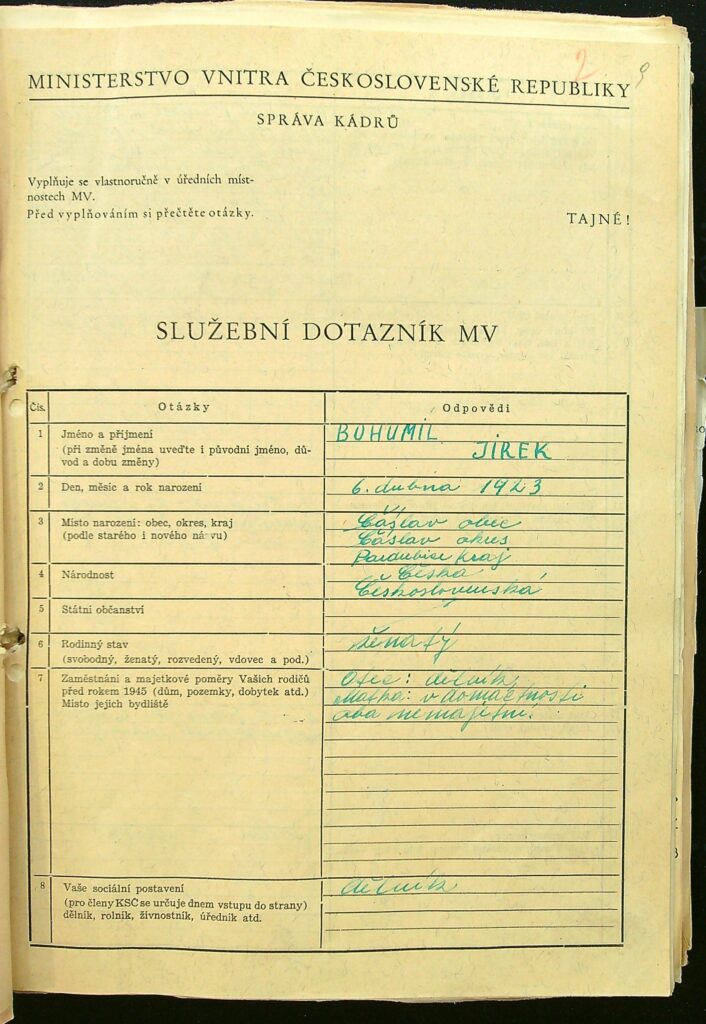 2 9
MINISTERSTVO VNITRA ČESKOSLOVENSKÉ REPUBLIKY
SPRÁVA KÁDRŮ
Vyplňuje se vlastnoručně v úředních míst-
nostech MV.
Před vyplňováním si přečtěte otázky.
TAJNÉ!
SLUŽEBNÍ DOTAZNÍK MV
Čís. Otázky Odpovědi
1 Jméno a příjmení BOHUMIL
(při změně jména uveďte i původní jméno, dů- JÍREK
vod a dobu změny)
2 Den, měsíc a rok narození 6. dubna 1923
3 Místo narození: obec, okres, kraj Čáslav obec
(podle starého i nového názvu) Čáslav okres
Pardubice kraj
4 Národnost Česká
Československá
5 Státní občanství
6 Rodinný stav ženatý
(svobodný, ženatý, rozvedený, vdovec a pod.)
7 Zaměstnání a majetkové poměry Vašich rodičů Otec: dělník,
před rokem 1945 (dům, pozemky, dobytek atd.) Matka: v domácnosti
Místo jejich bydliště oba nemajetní.
8 Vaše sociální postavení dělník
(pro členy KSČ se určuje dnem vstupu do strany)
dělník, rolník, živnostník, úředník atd.